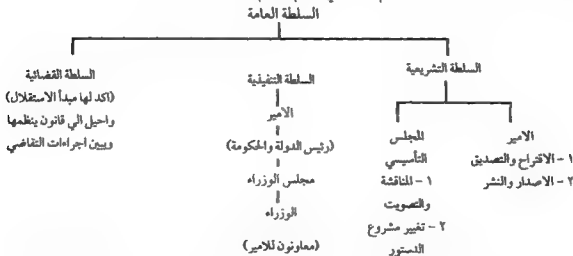 السلطة العامة
السلطة التشريعية
الامير
١ - الاقتراح والتصديق
٢ - الاصدار والنشر
المجلس
التأسيسي
١ - المناقشة
والتصويت
٢ - تغيير مشروع
الدستور
السلطة التنفيذية
الامير
(رئيس الدولة والحكومة)
مجلس الوزراء
الوزراء
(معاونون للامير)
السلطة القضائية
(اكد لها مبدأ الاستقلال)
واحيل الي قانون ينظمها
ويبين اجراءات التقاضي